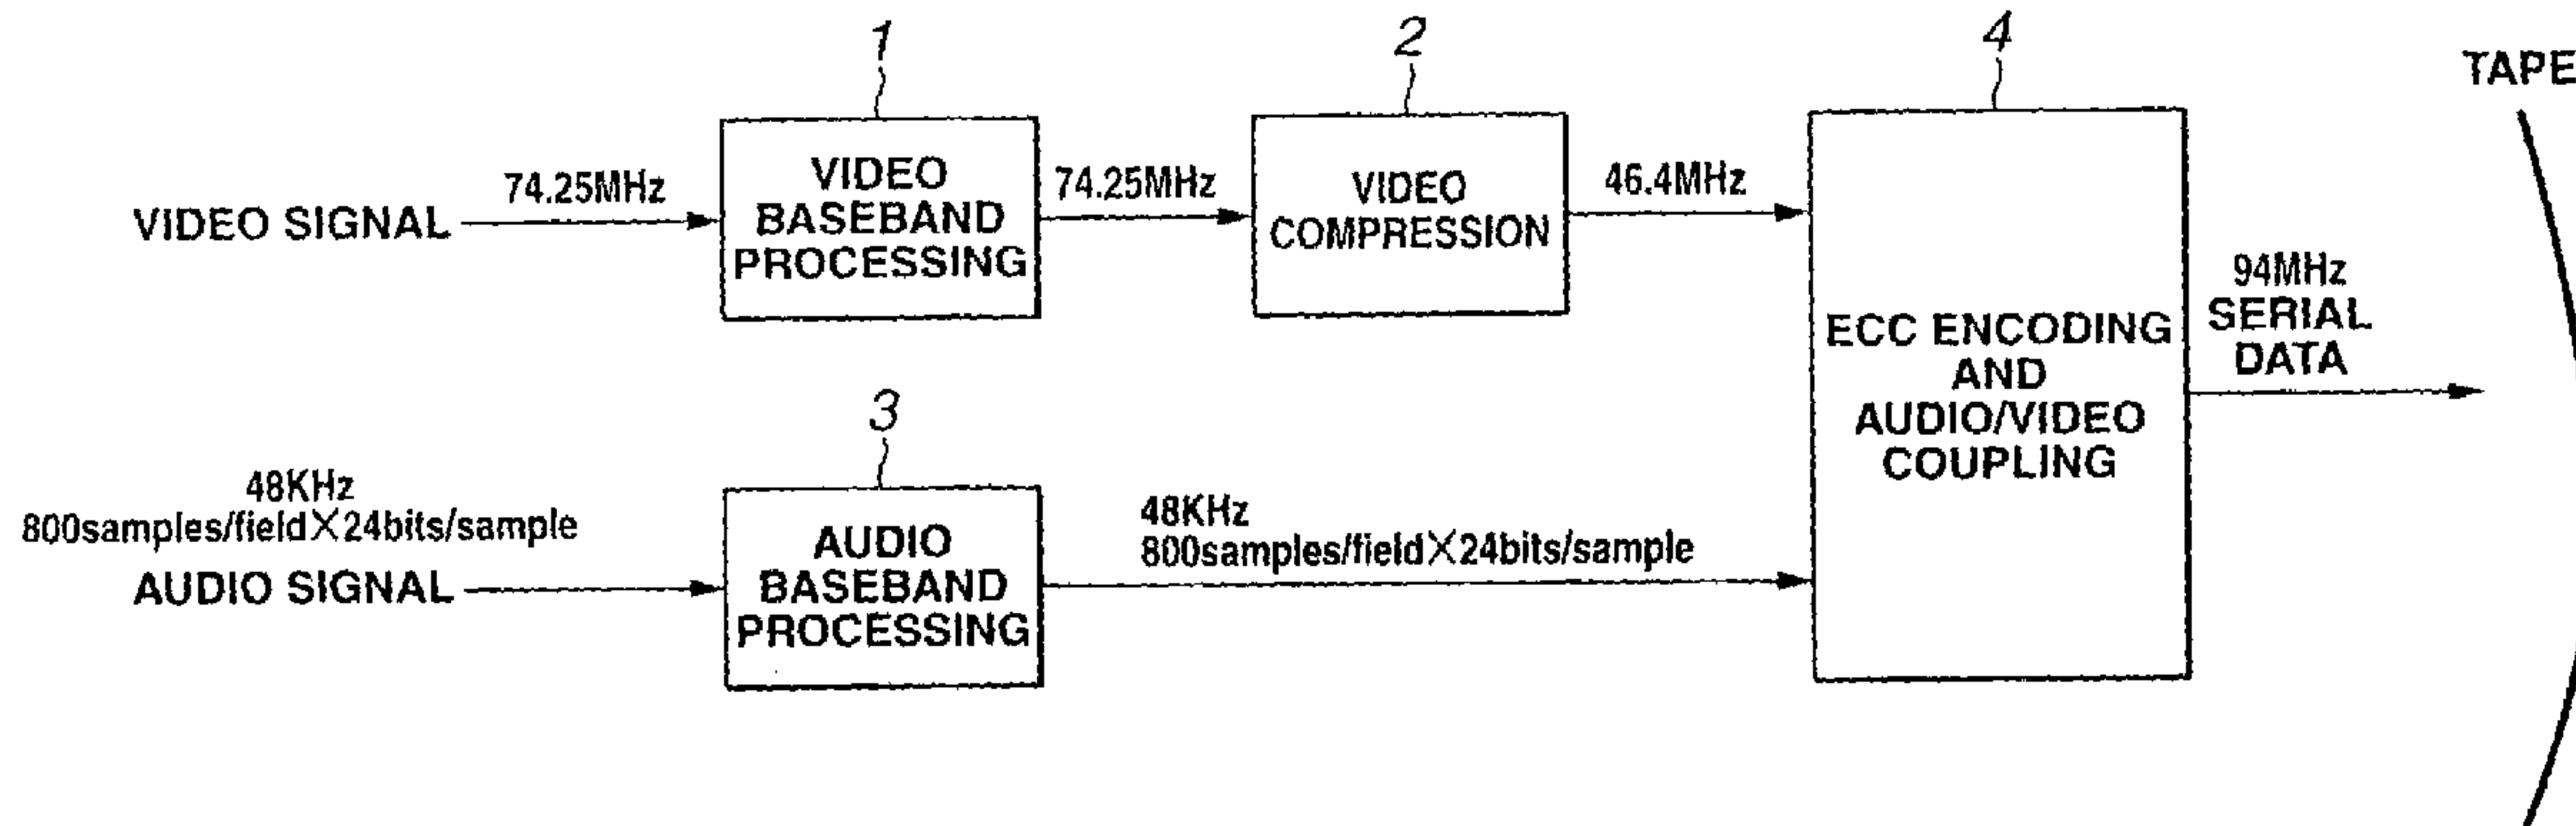 1
2
4
TAPE
VIDEO SIGNAL
74.25MHz
VIDEO
BASEBAND
PROCESSING
74.25MHz
VIDEO
COMPRESSION
46.4MHz
ECC ENCODING
AND
AUDIO/VIDEO
COUPLING
94MHz
SERIAL
DATA
3
48KHz
800samples/field×24bits/sample
AUDIO SIGNAL
AUDIO
BASEBAND
PROCESSING
48KHz
800samples/field×24bits/sample